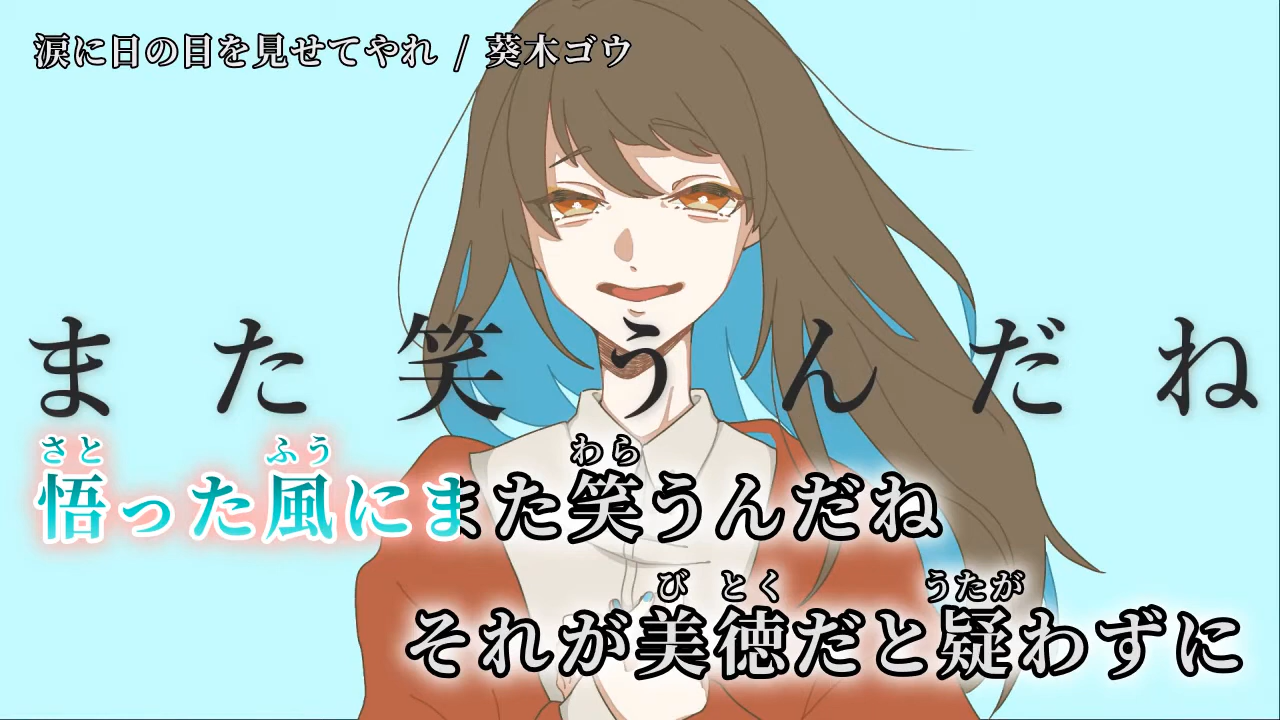 涙に日の目を見せてやれ / 葵木ゴウ
また笑うんだね
さと ふう わら
悟った風にまた笑うんだね
び とく うたが
それが美徳だと疑わずに